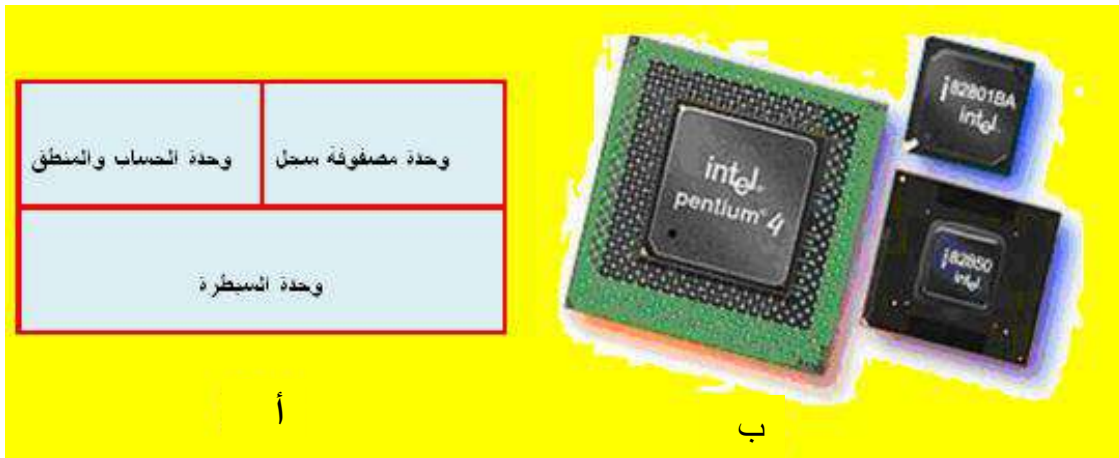 وحدة مصفوفة سجل
وحدة الحساب والمنطق
وحدة السيطرة
أ
intel®
pentium® 4
i82801BA
intel®
i82850
intel®
ب